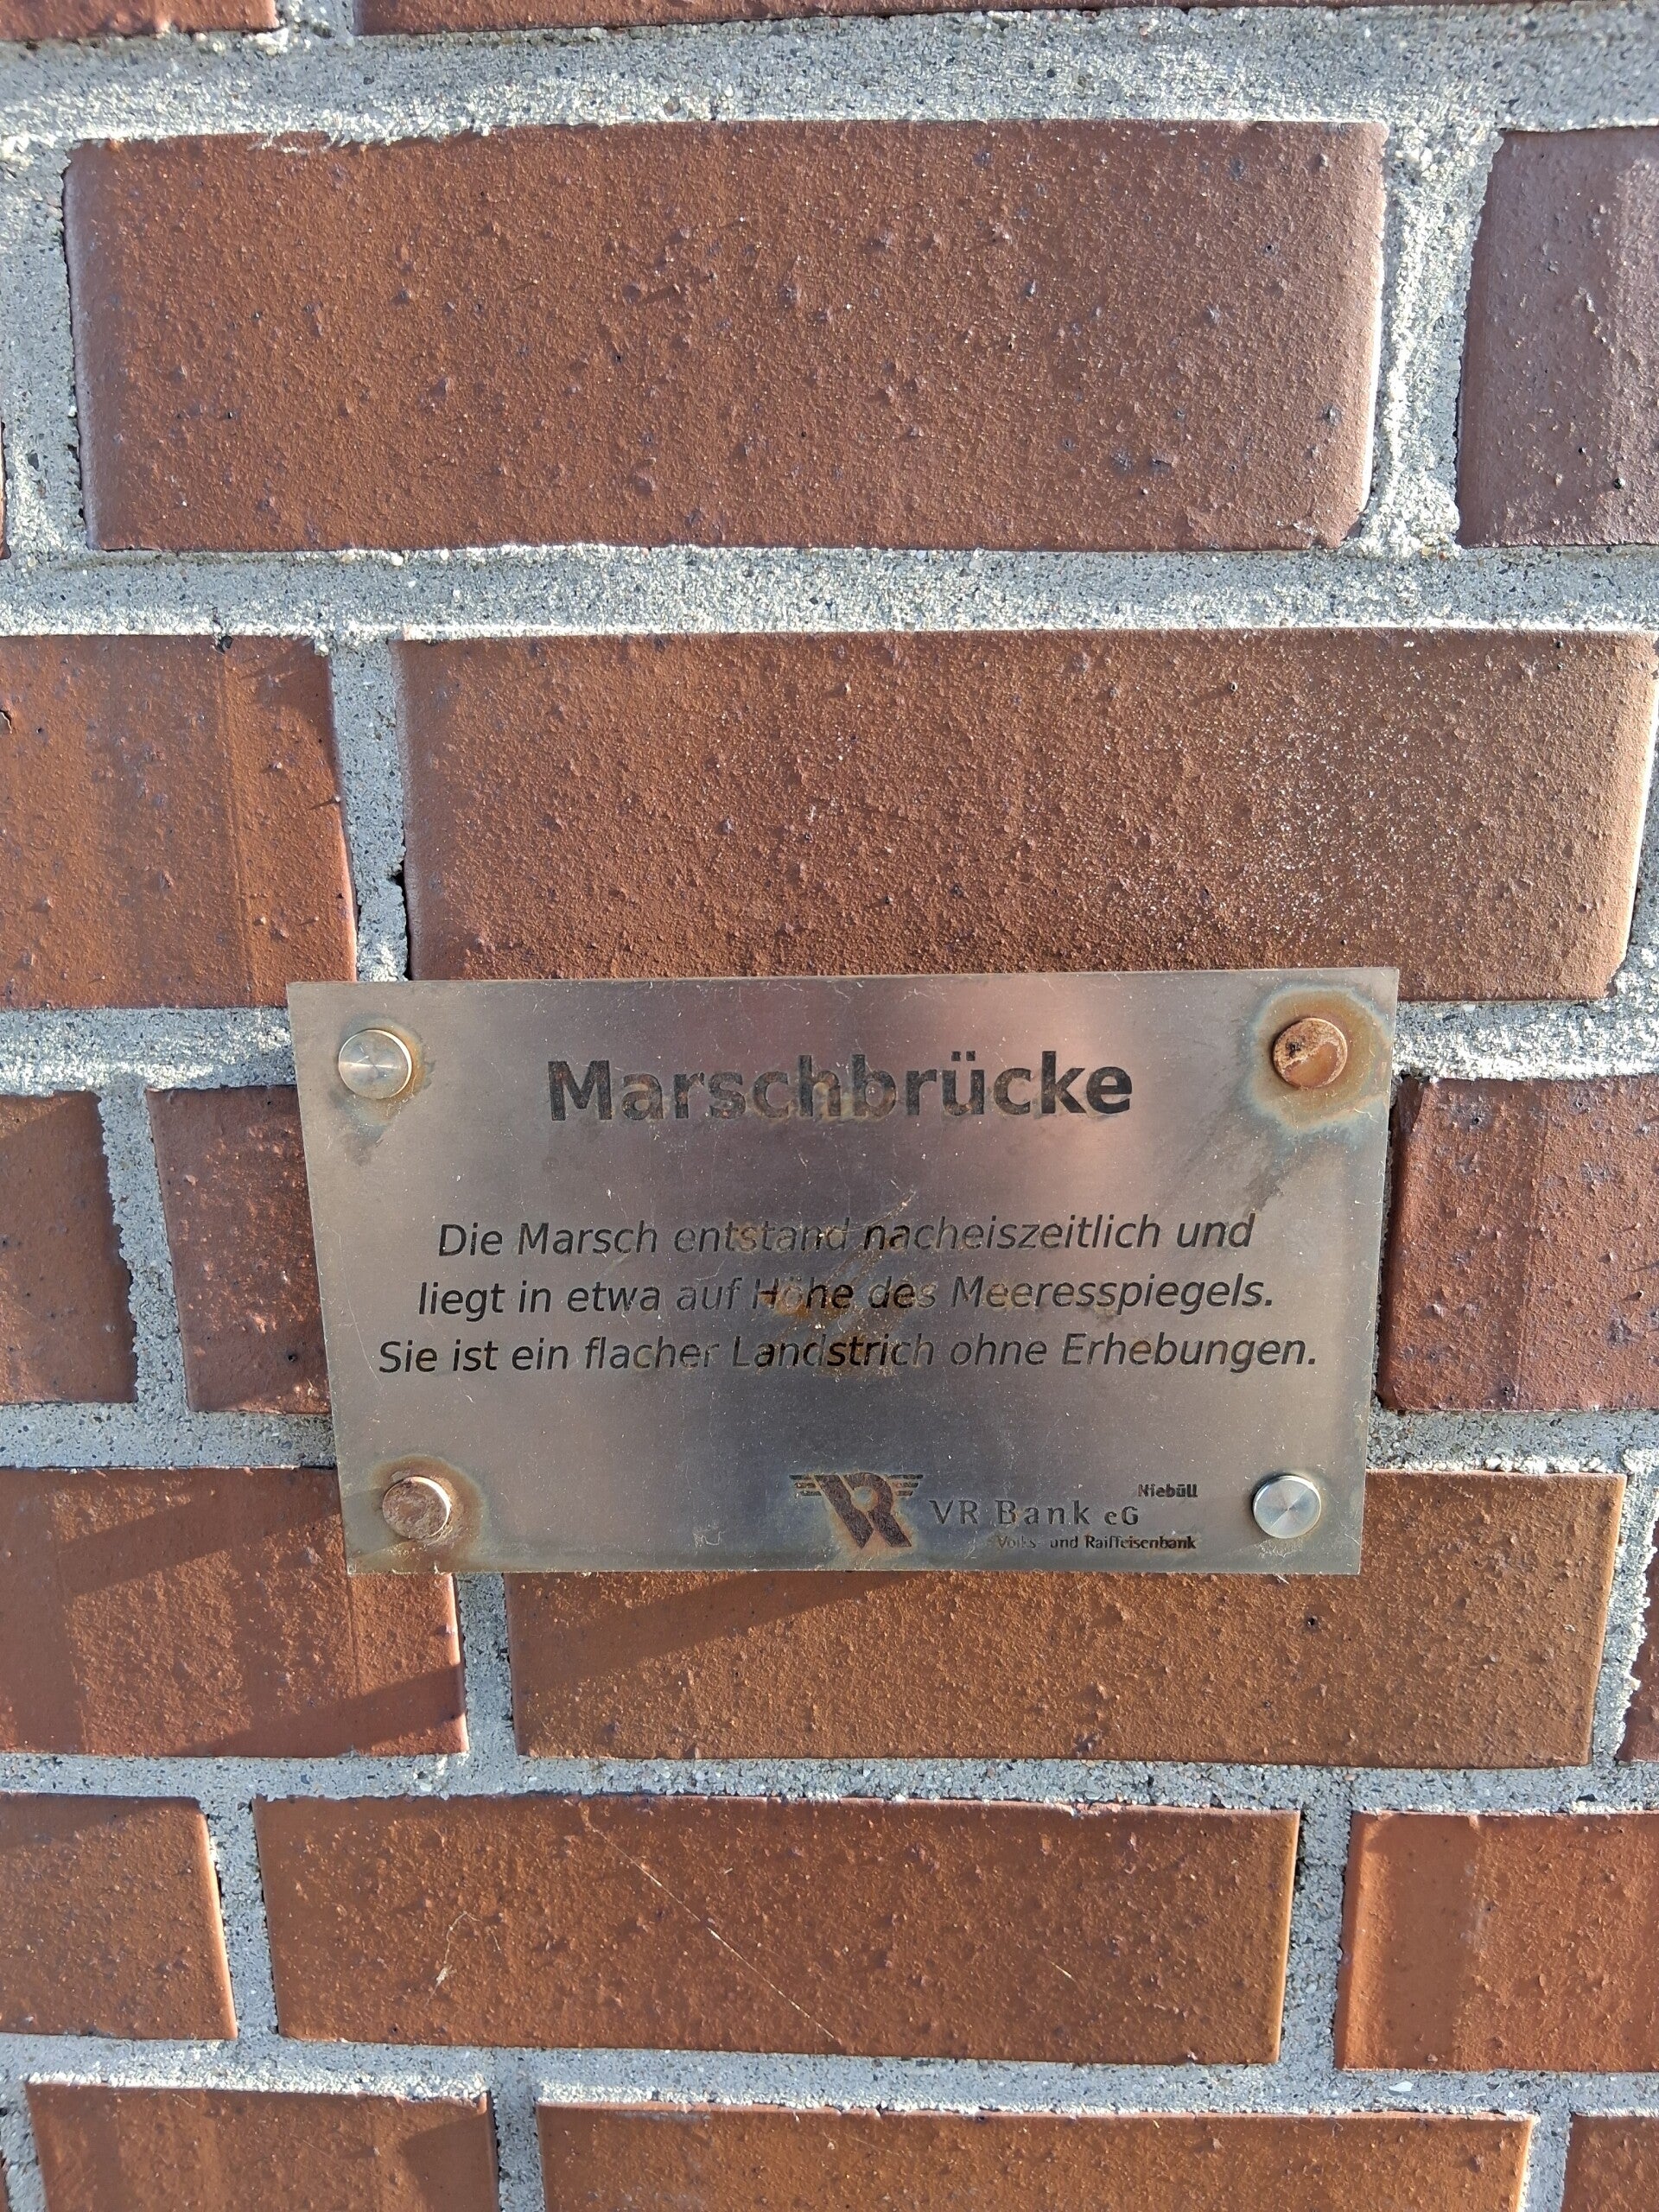 Marschbrücke
Die Marsch entstand nacheiszeitlich und
liegt in etwa auf Höhe des Meeresspiegels.
Sie ist ein flacher Landstrich ohne Erhebungen.
Niebüll
VR Bank eG
Volks- und Raiffeisenbank